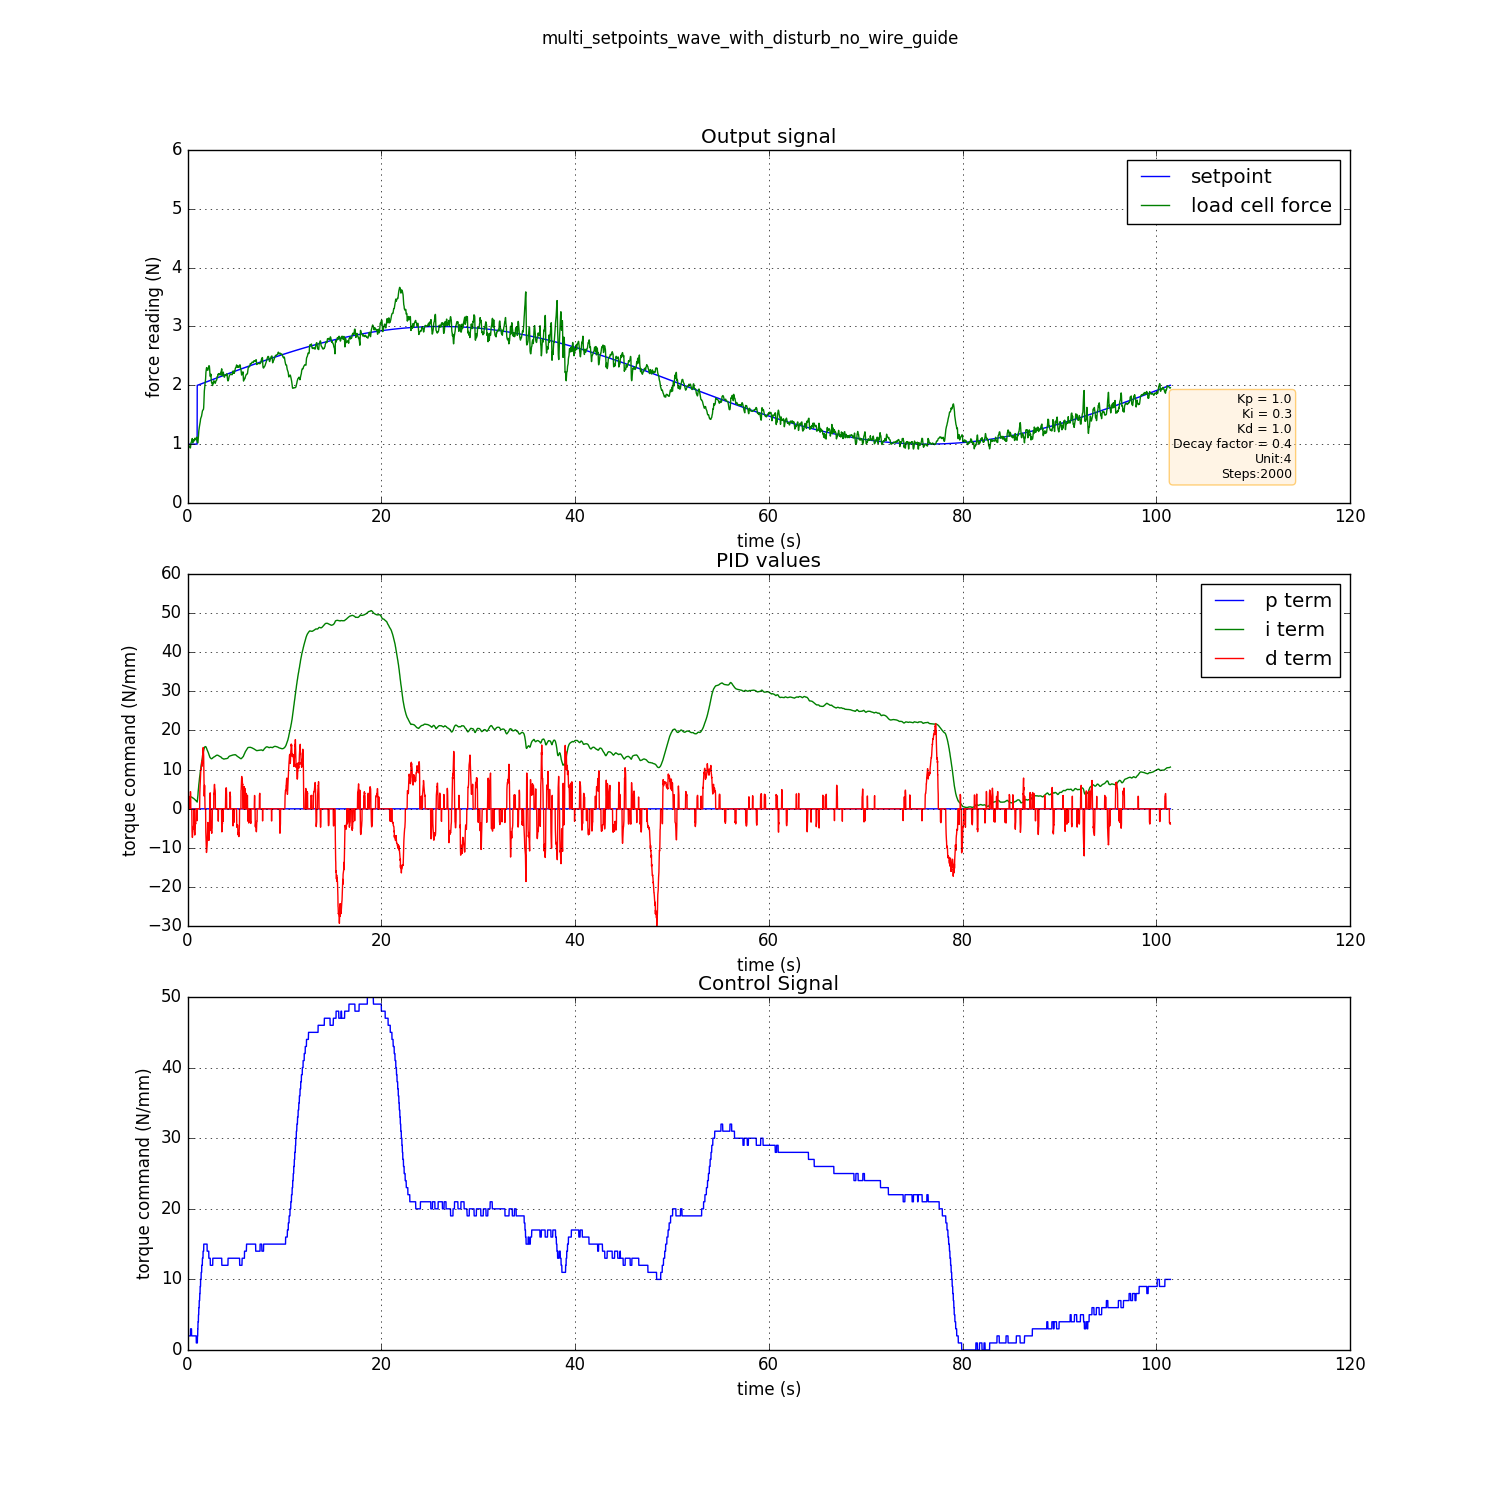 multi_setpoints_wave_with_disturb_no_wire_guide
Output signal
6
5
4
3
2
1
0
force reading (N)
setpoint
load cell force
Kp = 1.0
Ki = 0.3
Kd = 1.0
Decay factor = 0.4
Unit:4
Steps:2000
0 20 40 60 80 100 120
time (s)
PID values
60
50
40
30
20
10
0
−10
−20
−30
torque command (N/mm)
p term
i term
d term
0 20 40 60 80 100 120
time (s)
Control Signal
50
40
30
20
10
0
torque command (N/mm)
0 20 40 60 80 100 120
time (s)